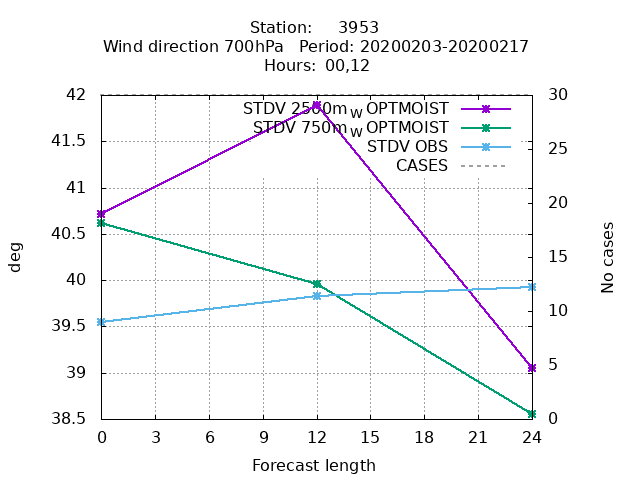 Station: 3953
Wind direction 700hPa Period: 20200203-20200217
Hours: 00,12
STDV 2500m_W OPTMOIST
STDV 750m_W OPTMOIST
STDV OBS
CASES
42
41.5
41
40.5
40
39.5
39
38.5
30
25
20
15
10
5
0
deg
No cases
0 3 6 9 12 15 18 21 24
Forecast length